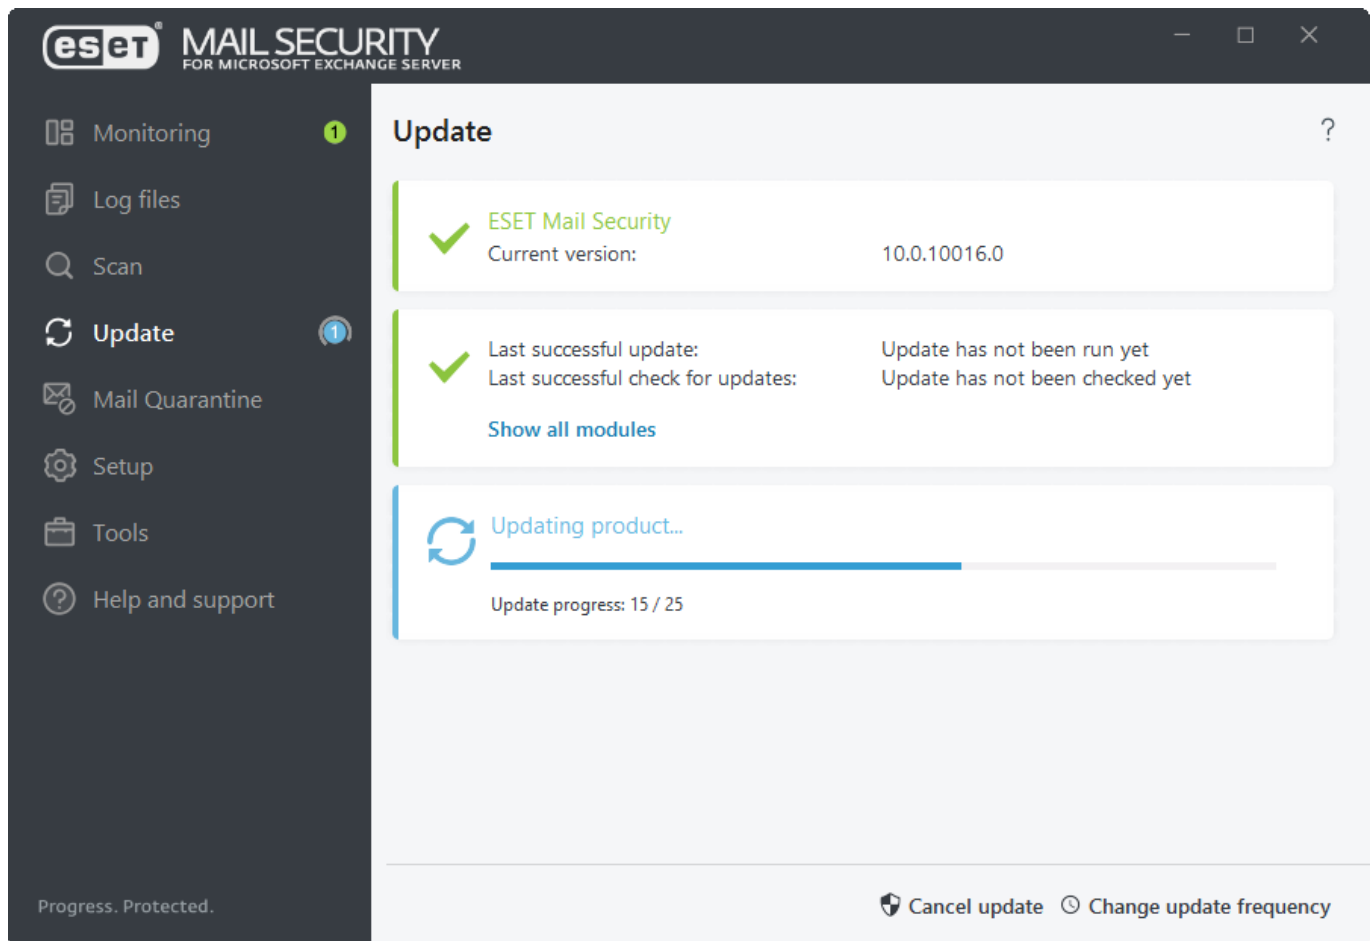 eset® MAIL SECURITY
FOR MICROSOFT EXCHANGE SERVER
Monitoring 1
Log files
Scan
Update 1
Mail Quarantine
Setup
Tools
Help and support
Progress. Protected.
Update ?
ESET Mail Security
Current version: 10.0.10016.0
Last successful update: Update has not been run yet
Last successful check for updates: Update has not been checked yet
Show all modules
Updating product...
Update progress: 15 / 25
Cancel update Change update frequency